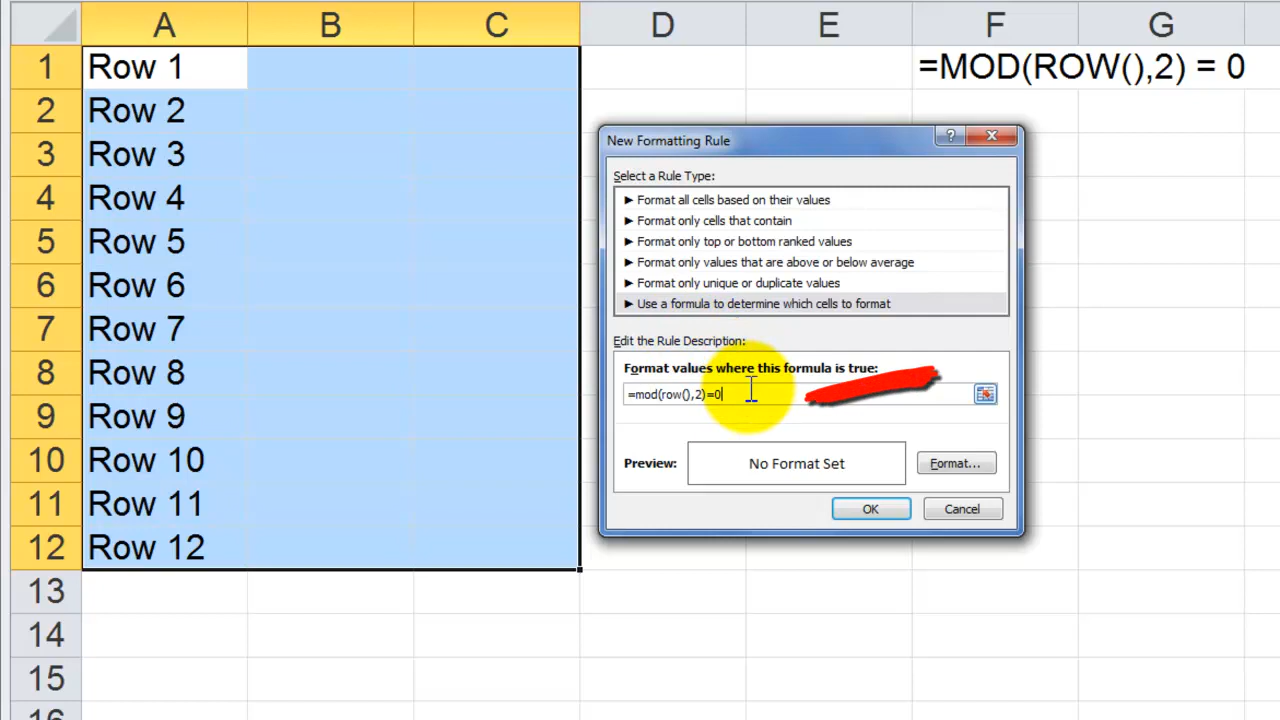 A B C D E F G
1 Row 1 =MOD(ROW(),2) = 0
2 Row 2
3 Row 3
4 Row 4
5 Row 5
6 Row 6
7 Row 7
8 Row 8
9 Row 9
10 Row 10
11 Row 11
12 Row 12
13
14
15
16
New Formatting Rule ?
Select a Rule Type:
► Format all cells based on their values
► Format only cells that contain
► Format only top or bottom ranked values
► Format only values that are above or below average
► Format only unique or duplicate values
► Use a formula to determine which cells to format
Edit the Rule Description:
Format values where this formula is true:
=mod(row(),2)=0
Preview: No Format Set Format...
OK Cancel